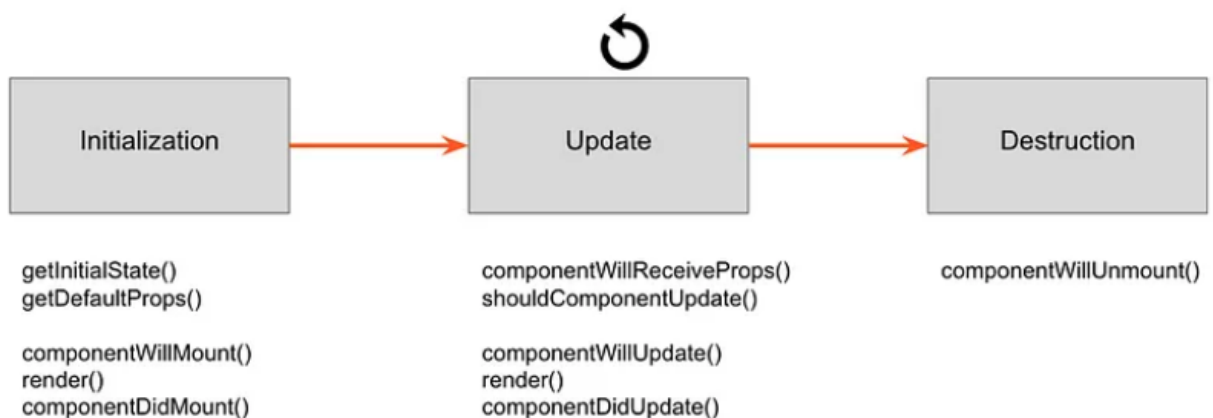 Initialization
Update
Destruction
getInitialState()
getDefaultProps()
componentWillMount()
render()
componentDidMount()
componentWillReceiveProps()
shouldComponentUpdate()
componentWillUpdate()
render()
componentDidUpdate()
componentWillUnmount()